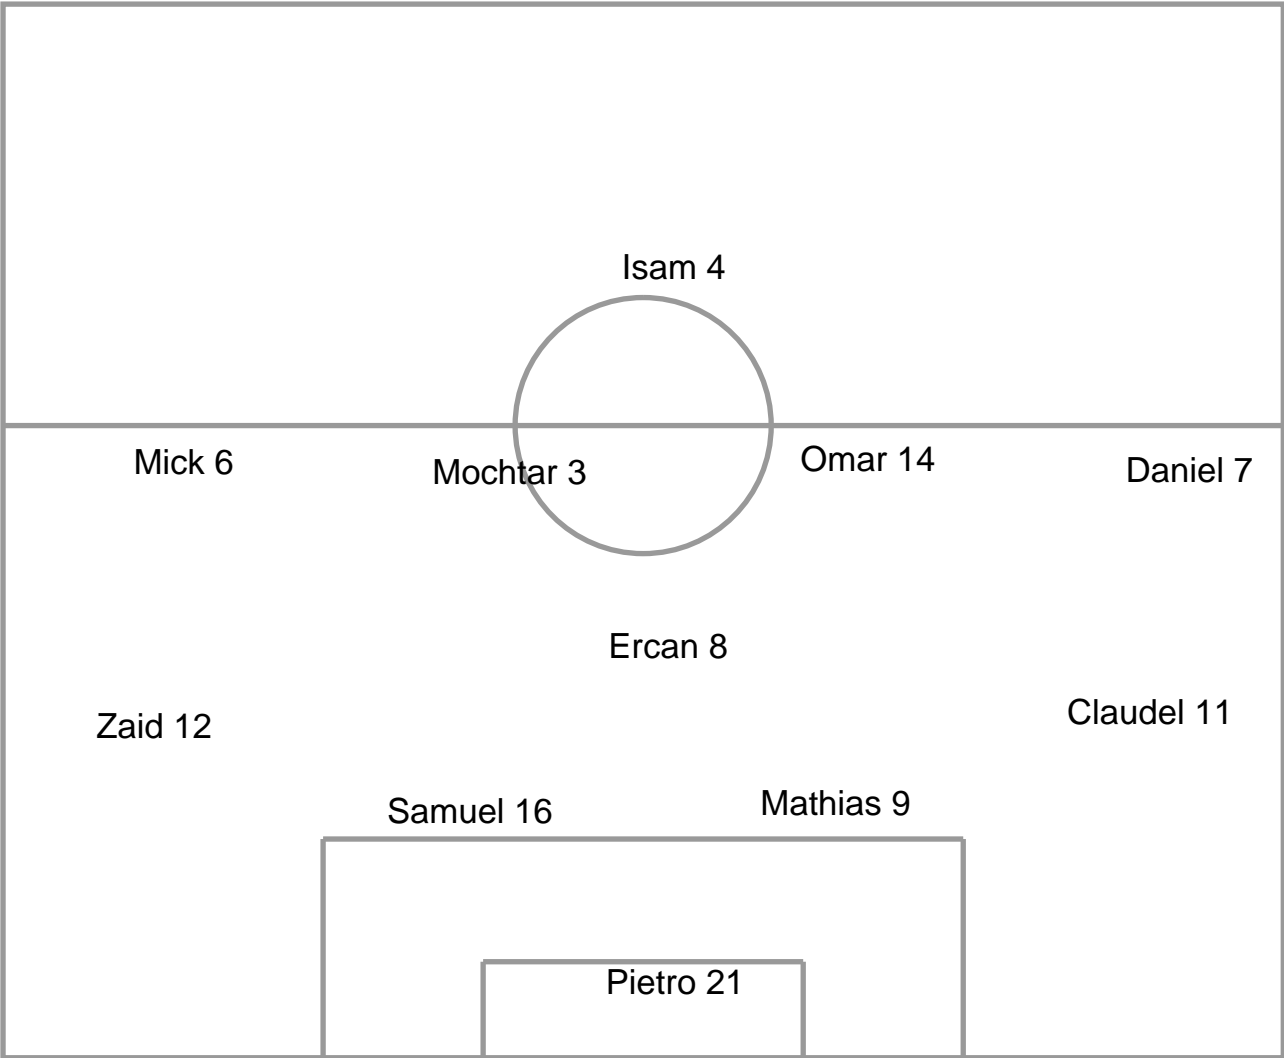 Isam 4
Mick 6
Mochtar 3
Omar 14
Daniel 7
Ercan 8
Zaid 12
Claudel 11
Samuel 16
Mathias 9
Pietro 21